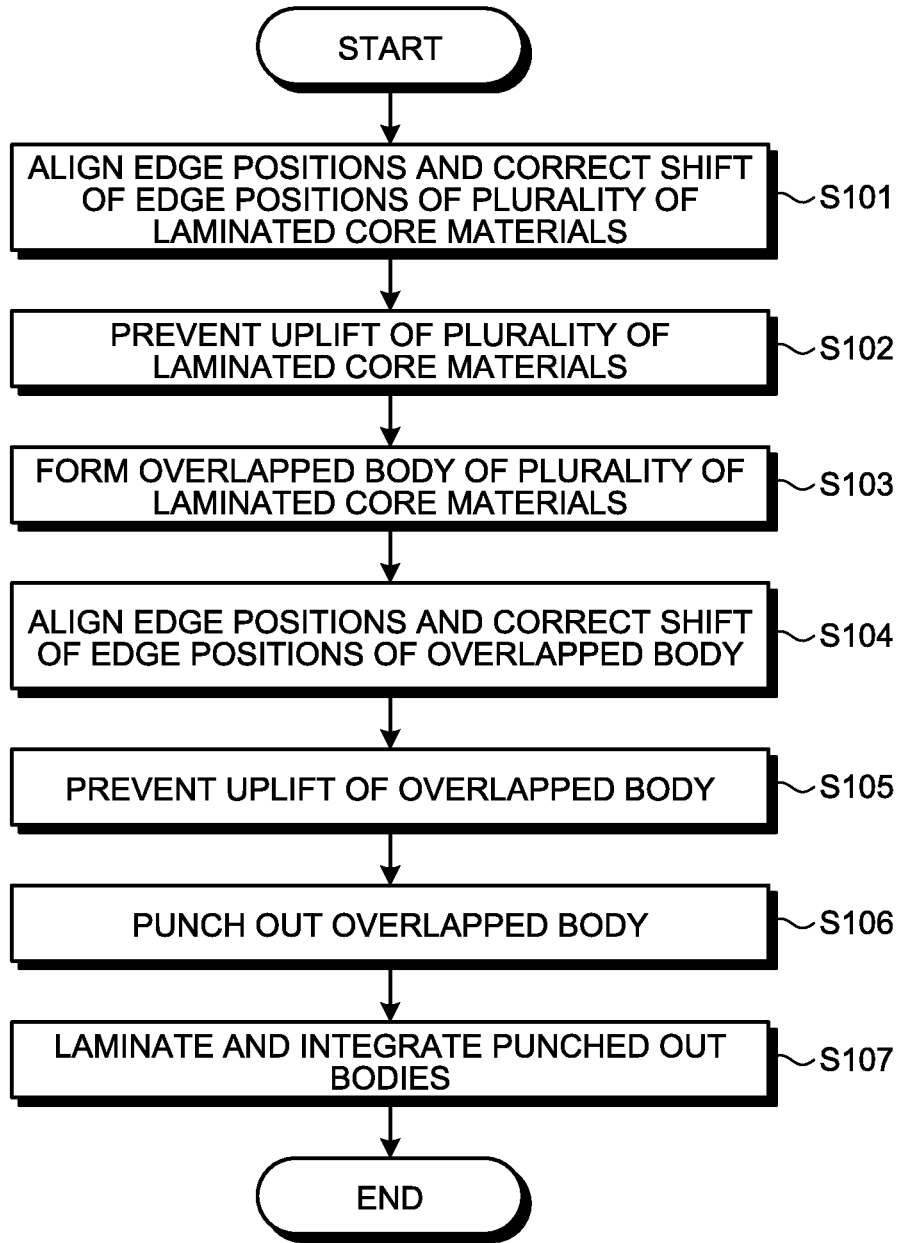 START
ALIGN EDGE POSITIONS AND CORRECT SHIFT
OF EDGE POSITIONS OF PLURALITY OF
LAMINATED CORE MATERIALS
S101
PREVENT UPLIFT OF PLURALITY OF
LAMINATED CORE MATERIALS
S102
FORM OVERLAPPED BODY OF PLURALITY OF
LAMINATED CORE MATERIALS
S103
ALIGN EDGE POSITIONS AND CORRECT SHIFT
OF EDGE POSITIONS OF OVERLAPPED BODY
S104
PREVENT UPLIFT OF OVERLAPPED BODY
S105
PUNCH OUT OVERLAPPED BODY
S106
LAMINATE AND INTEGRATE PUNCHED OUT
BODIES
S107
END